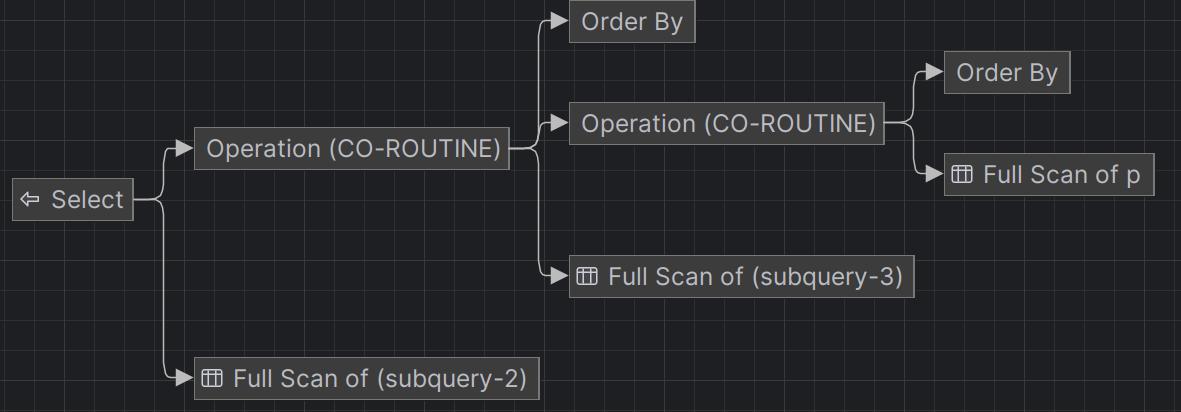 Order By
Order By
Operation (CO-ROUTINE)
Operation (CO-ROUTINE)
Full Scan of p
Select
Full Scan of (subquery-3)
Full Scan of (subquery-2)